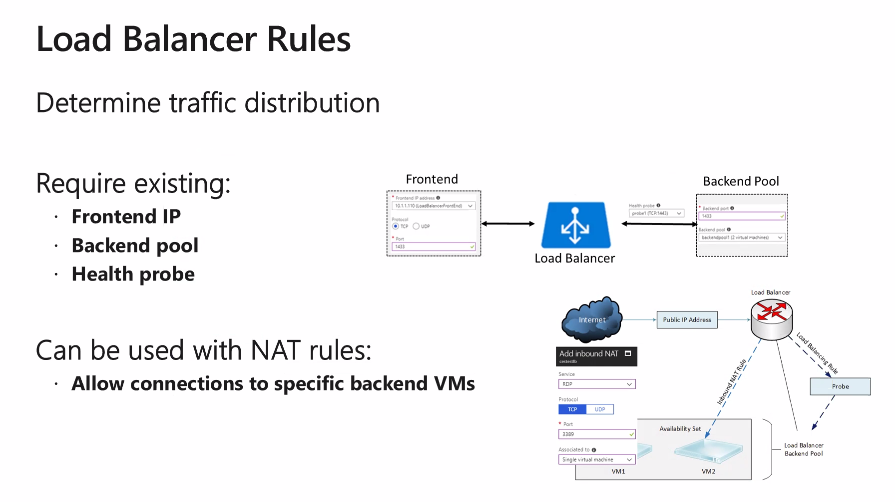 Load Balancer Rules
Determine traffic distribution
Require existing:
· Frontend IP
· Backend pool
· Health probe
Can be used with NAT rules:
· Allow connections to specific backend VMs
Frontend
* Frontend IP address
10.1.1.110 (LoadBalancerFrontEnd)
Protocol
TCP UDP
* Port
1433
Load Balancer
Health probe
probe1 (TCP:1443)
Backend Pool
* Backend port
1433
Backend pool
backendpool1 (2 virtual machines)
Internet
Public IP Address
Load Balancer
Inbound NAT Rule
Load Balancing Rule
Probe
Load Balancer
Backend Pool
Add inbound NAT
Service
RDP
Protocol
TCP UDP
* Port
3389
Associated to
Single virtual machine
Availability Set
VM1
VM2